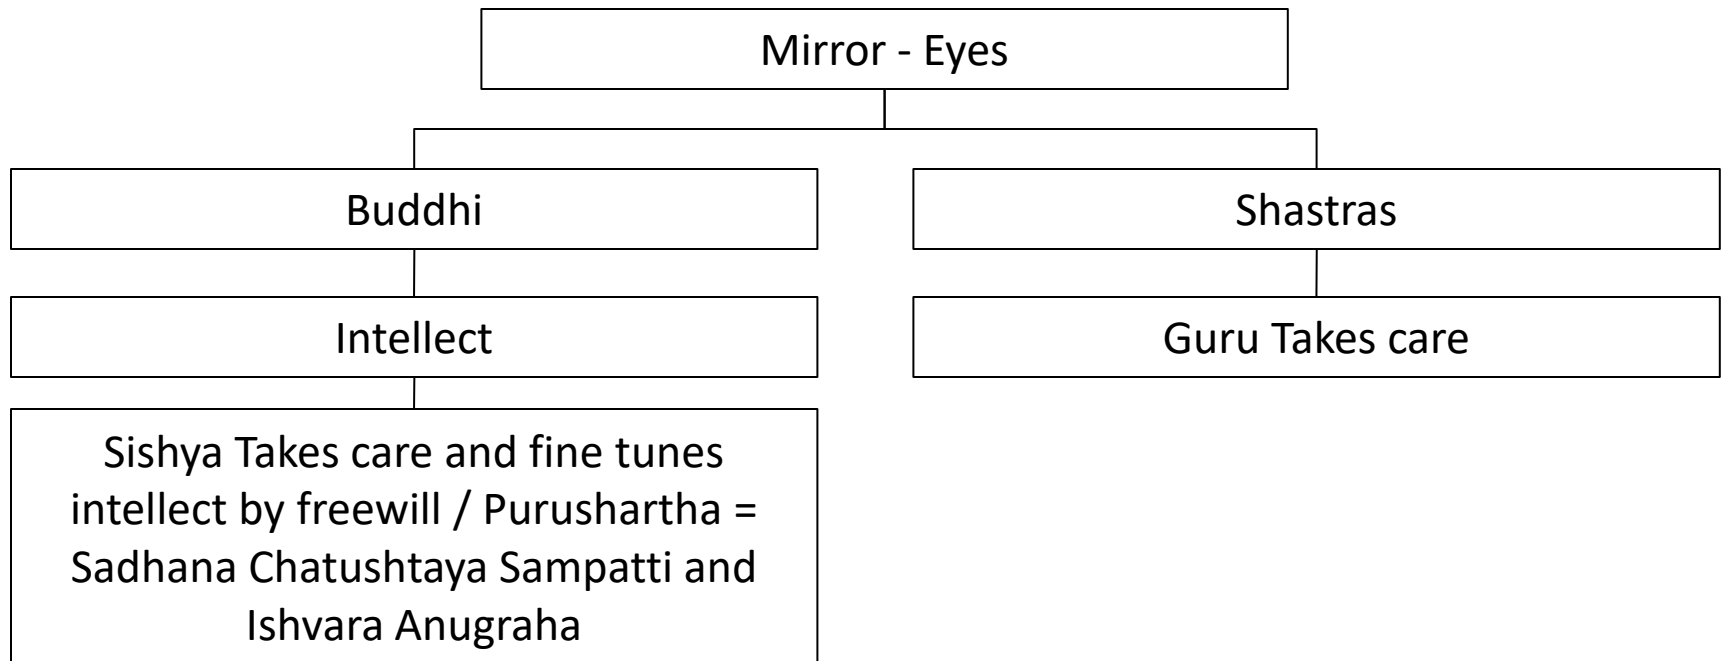 Mirror - Eyes
Buddhi
Shastras
Intellect
Guru Takes care
Sishya Takes care and fine tunes
intellect by freewill / Purushartha =
Sadhana Chatushtaya Sampatti and
Ishvara Anugraha